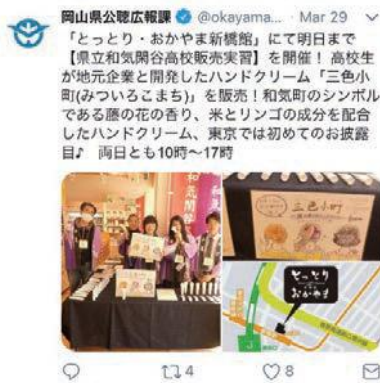 岡山県公聴広報課 @okayama... · Mar 29
「とっとり・おかやま新橋館」にて明日まで
【県立和気閑谷高校販売実習】を開催！ 高校生
が地元企業と開発したハンドクリーム「三色小
町(みついろこまち)」を販売！和気町のシンボル
である藤の花の香り、米とリンゴの成分を配合
したハンドクリーム、東京では初めてのお披露
目♪ 両日とも10時〜17時
和気閑谷
三色小町
とっとり
おかやま
4
8